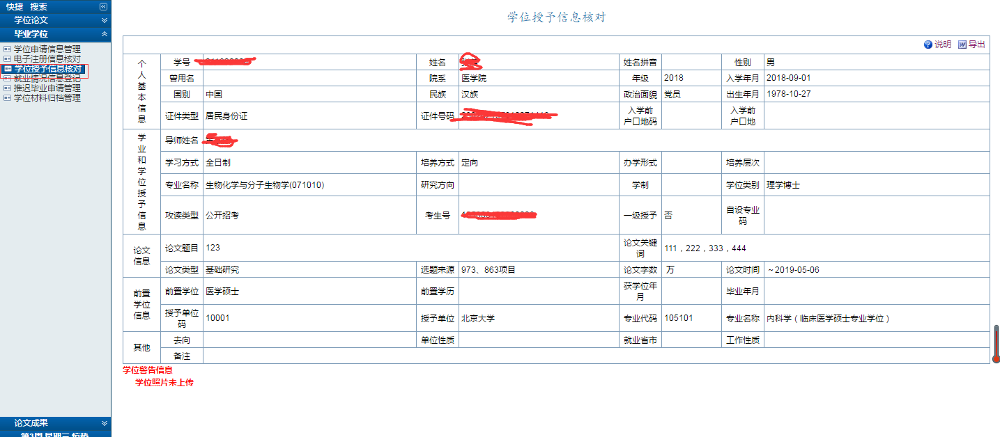 快捷 搜索
学位论文
毕业学位
学位申请信息管理
电子注册信息核对
学位授予信息核对
就业情况信息登记
推迟毕业申请管理
学位材料归档管理
论文成果
学位授予信息核对
说明 导出
个人基本信息
学号 姓名 姓名拼音 性别 男
曾用名 院系 医学院 年级 2018 入学年月 2018-09-01
国别 中国 民族 汉族 政治面貌 党员 出生年月 1978-10-27
证件类型 居民身份证 证件号码 入学前户口地码 入学前户口地
学业和学位授予信息
导师姓名
学习方式 全日制 培养方式 定向 办学形式 培养层次
专业名称 生物化学与分子生物学(071010) 研究方向 学制 学位类别 理学博士
攻读类型 公开招考 考生号 一级授予 否 自设专业码
论文信息
论文题目 123 论文关键词 111，222，333，444
论文类型 基础研究 选题来源 973、863项目 论文字数 万 论文时间 ～2019-05-06
前置学位信息
前置学位 医学硕士 前置学历 获学位年月 毕业年月
授予单位码 10001 授予单位 北京大学 专业代码 105101 专业名称 内科学（临床医学硕士专业学位）
其他
去向 单位性质 就业省市 工作性质
备注
学位警告信息
学位照片未上传